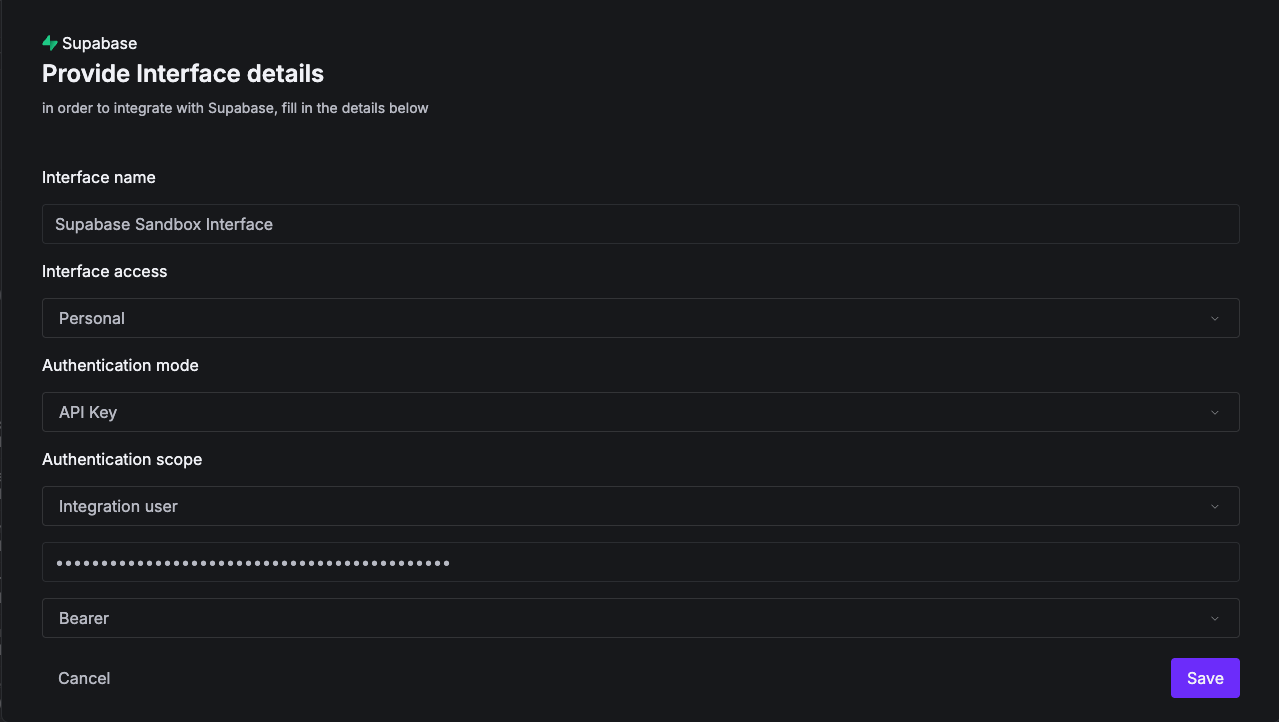 Supabase
Provide Interface details
in order to integrate with Supabase, fill in the details below
Interface name
Supabase Sandbox Interface
Interface access
Personal
Authentication mode
API Key
Authentication scope
Integration user
••••••••••••••••••••••••••••••••••••••••••••
Bearer
Cancel
Save